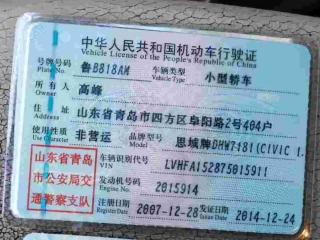 中华人民共和国机动车行驶证
Vehicle License of the People's Republic of China
号牌号码 鲁BB18AM 车辆类型 小型轿车
Plate No. Vehicle Type
所有人 高峰
Owner
住址 山东省青岛市四方区阜阳路2号404户
Address
使用性质 非营运 品牌型号 思域牌DHW7181(CIVIC 1.
山东省青岛
市公安局交
通警察支队
车辆识别代号 LVHFA152875015911
VIN
发动机号码 2015914
Engine No.
注册日期 2007-12-28 发证日期 2014-12-24
Register Date Issue Date